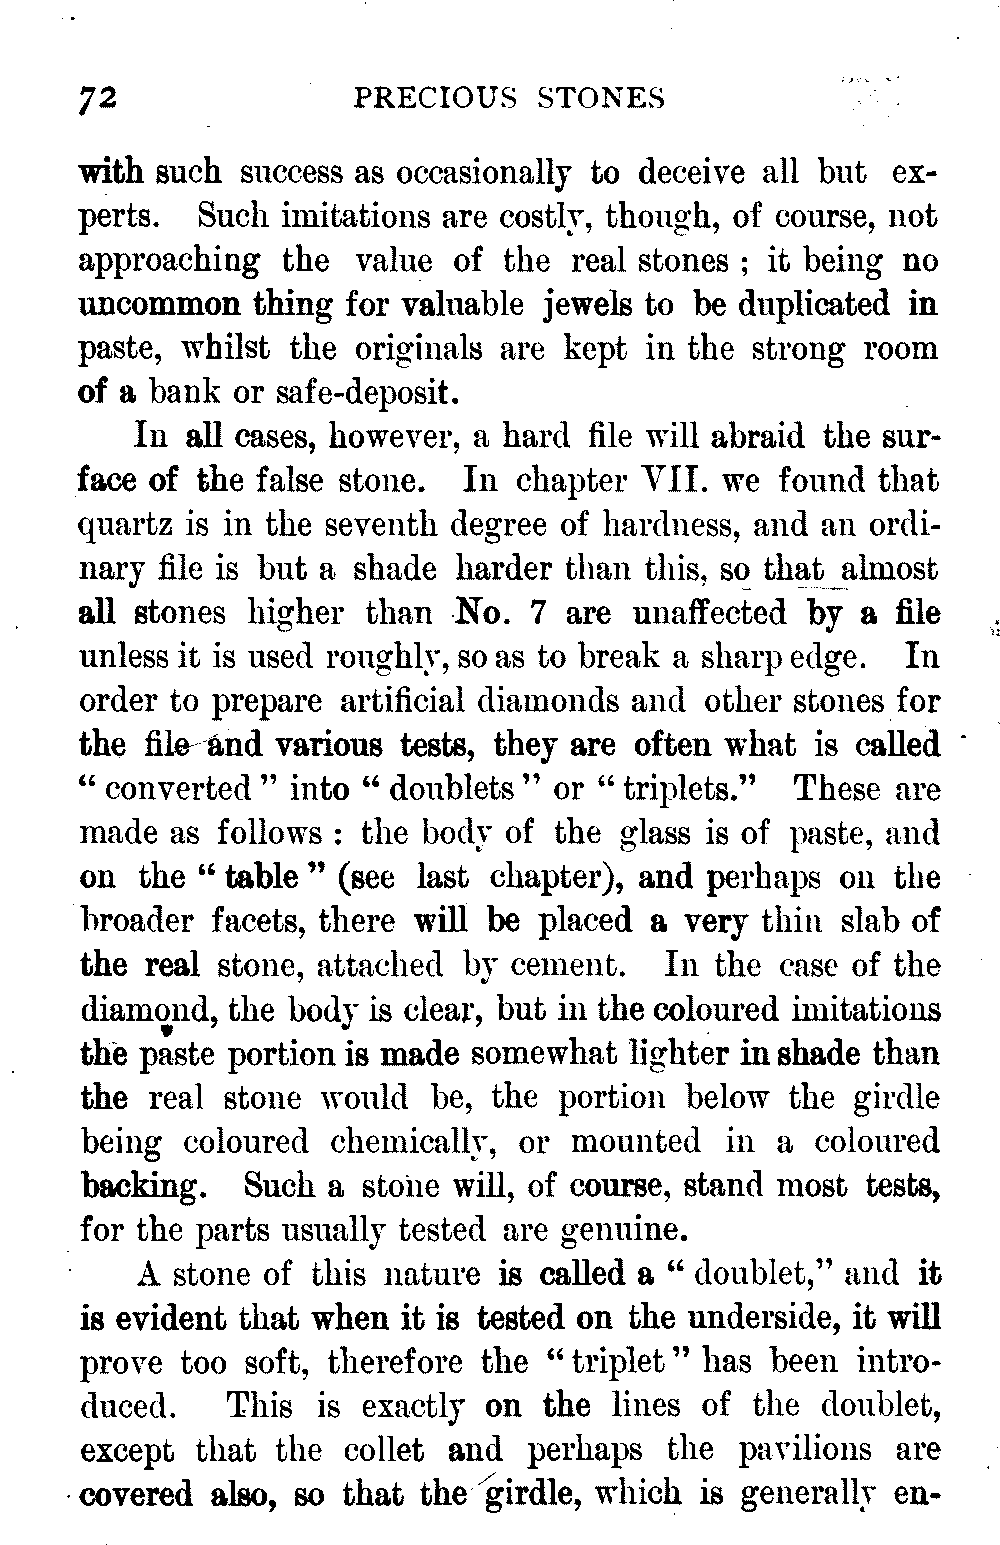 72 PRECIOUS STONES
with such success as occasionally to deceive all but ex-
perts. Such imitations are costly, though, of course, not
approaching the value of the real stones ; it being no
uncommon thing for valuable jewels to be duplicated in
paste, whilst the originals are kept in the strong room
of a bank or safe-deposit.
In all cases, however, a hard file will abraid the sur-
face of the false stone. In chapter VII. we found that
quartz is in the seventh degree of hardness, and an ordi-
nary file is but a shade harder than this, so that almost
all stones higher than No. 7 are unaffected by a file
unless it is used roughly, so as to break a sharp edge. In
order to prepare artificial diamonds and other stones for
the file and various tests, they are often what is called
“ converted ” into “ doublets ” or “ triplets.” These are
made as follows : the body of the glass is of paste, and
on the “ table ” (see last chapter), and perhaps on the
broader facets, there will be placed a very thin slab of
the real stone, attached by cement. In the case of the
diamond, the body is clear, but in the coloured imitations
the paste portion is made somewhat lighter in shade than
the real stone would be, the portion below the girdle
being coloured chemically, or mounted in a coloured
backing. Such a stone will, of course, stand most tests,
for the parts usually tested are genuine.
A stone of this nature is called a “ doublet,” and it
is evident that when it is tested on the underside, it will
prove too soft, therefore the “ triplet ” has been intro-
duced. This is exactly on the lines of the doublet,
except that the collet and perhaps the pavilions are
covered also, so that the girdle, which is generally en-